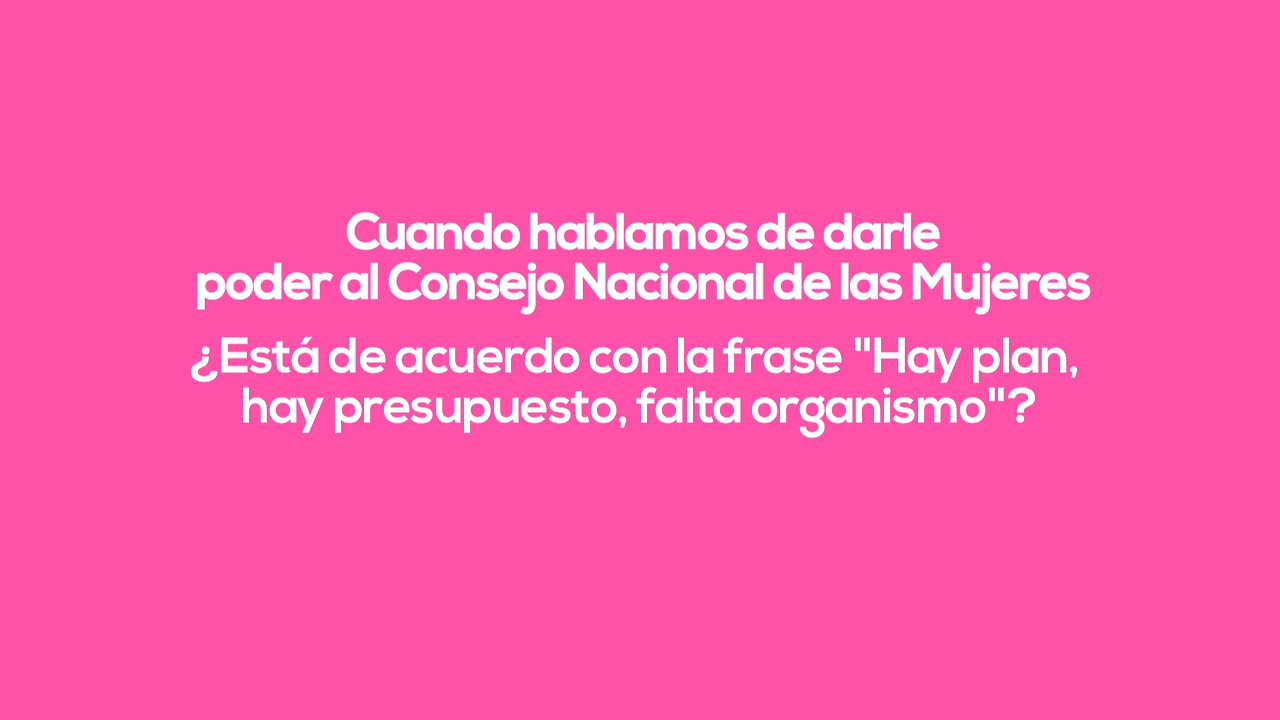 Cuando hablamos de darle
poder al Consejo Nacional de las Mujeres
¿Está de acuerdo con la frase "Hay plan,
hay presupuesto, falta organismo"?